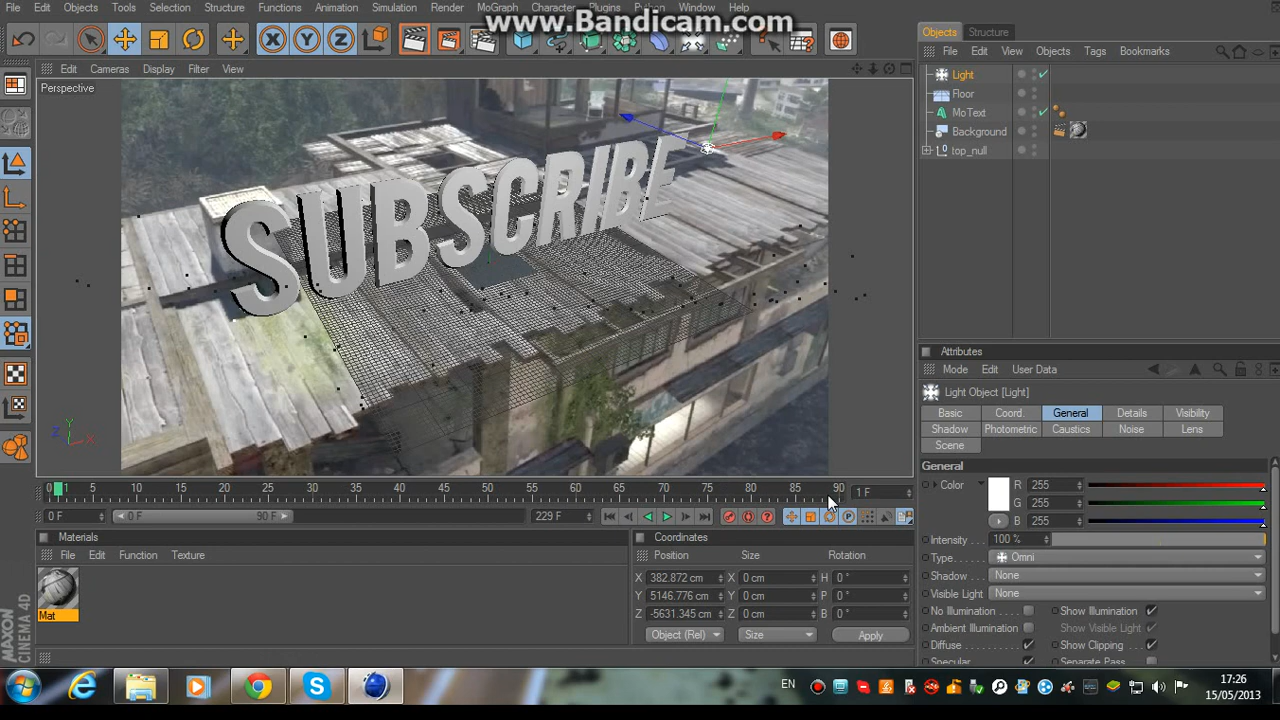 File Edit Objects Tools Selection Structure Functions Animation Simulation Render MoGraph Character Plugins Python Window Help
www.Bandicam.com
Objects Structure
File Edit View Objects Tags Bookmarks
Edit Cameras Display Filter View
Perspective
Light
Floor
MoText
Background
top_null
SUBSCRIBE
Attributes
Mode Edit User Data
Light Object [Light]
Basic Coord. General Details Visibility
Shadow Photometric Caustics Noise Lens
Scene
General
Color R 255
G 255
B 255
Intensity 100 %
Type Omni
Shadow None
Visible Light None
No Illumination Show Illumination
Ambient Illumination Show Visible Light
Diffuse Show Clipping
Specular Separate Pass
0 1 5 10 15 20 25 30 35 40 45 50 55 60 65 70 75 80 85 90 1 F
0 F 0 F 90 F 229 F
Materials
File Edit Function Texture
Mat
Coordinates
Position Size Rotation
X 382.872 cm X 0 cm H 0 °
Y 5146.776 cm Y 0 cm P 0 °
Z -5631.345 cm Z 0 cm B 0 °
Object (Rel) Size Apply
MAXON
CINEMA 4D
X Y Z
EN
17:26
15/05/2013